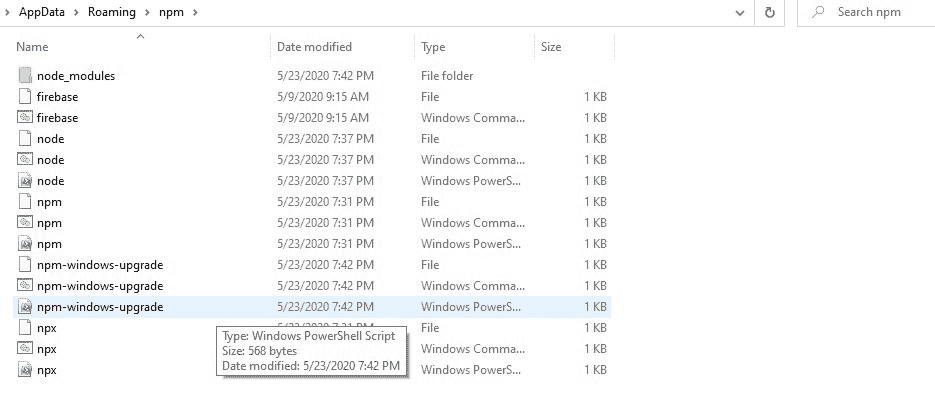 AppData Roaming npm Search npm
Name Date modified Type Size
node_modules 5/23/2020 7:42 PM File folder
firebase 5/9/2020 9:15 AM File 1 KB
firebase 5/9/2020 9:15 AM Windows Comma... 1 KB
node 5/23/2020 7:37 PM File 1 KB
node 5/23/2020 7:37 PM Windows Comma... 1 KB
node 5/23/2020 7:37 PM Windows PowerS... 1 KB
npm 5/23/2020 7:31 PM File 1 KB
npm 5/23/2020 7:31 PM Windows Comma... 1 KB
npm 5/23/2020 7:31 PM Windows PowerS... 1 KB
npm-windows-upgrade 5/23/2020 7:42 PM File 1 KB
npm-windows-upgrade 5/23/2020 7:42 PM Windows Comma... 1 KB
npm-windows-upgrade 5/23/2020 7:42 PM Windows PowerS... 1 KB
npx File 1 KB
npx Windows Comma... 1 KB
npx Windows PowerS... 1 KB
Type: Windows PowerShell Script
Size: 568 bytes
Date modified: 5/23/2020 7:42 PM